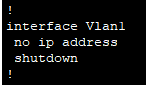 !
interface Vlan1
 no ip address
 shutdown
!